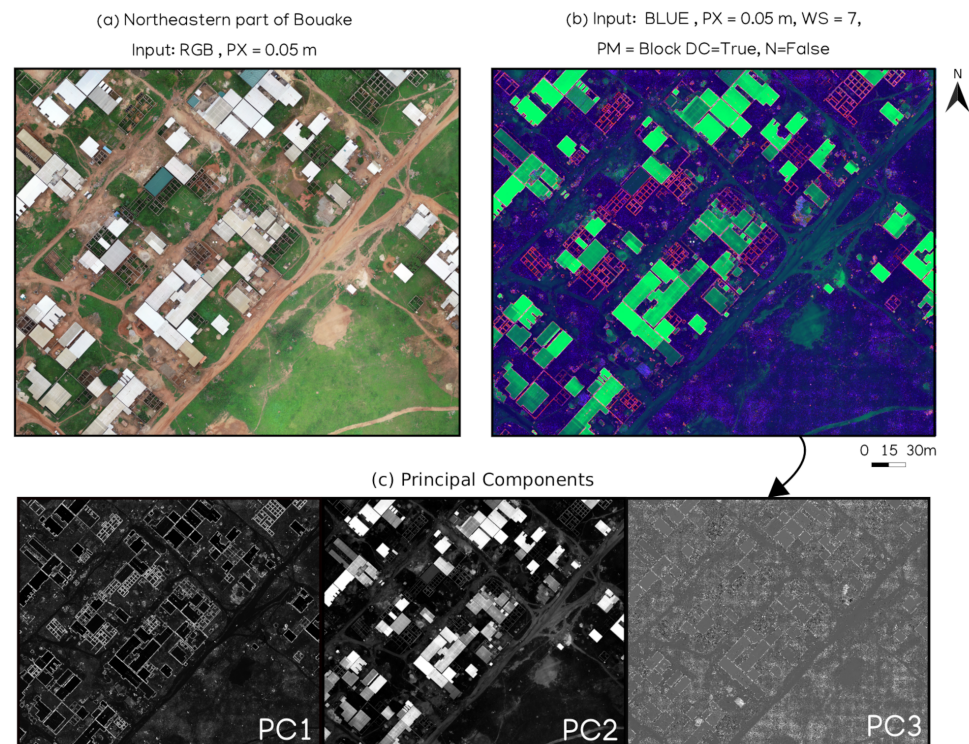 (a) Northeastern part of Bouake
Input: RGB , PX = 0.05 m
(b) Input: BLUE , PX = 0.05 m, WS = 7,
PM = Block DC=True, N=False
N
0 15 30m
(c) Principal Components
PC1
PC2
PC3